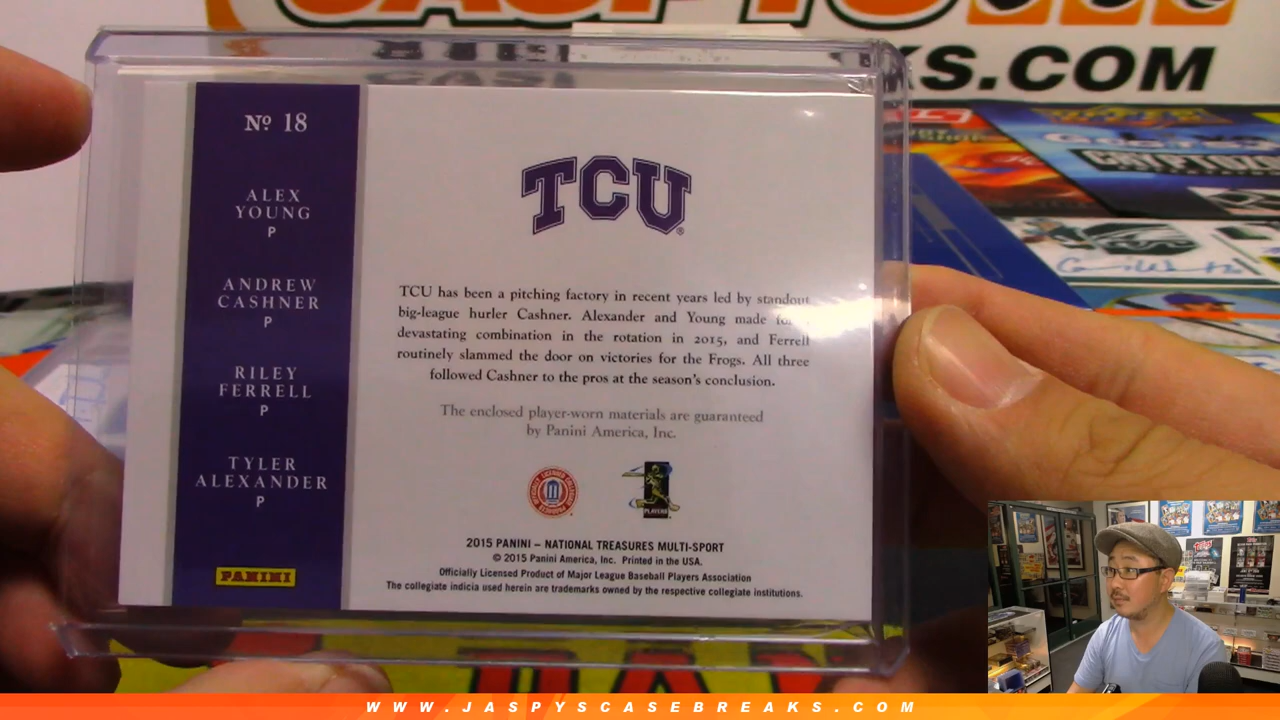 S.COM
Nº 18
ALEX
YOUNG
P
ANDREW
CASHNER
P
RILEY
FERRELL
P
TYLER
ALEXANDER
P
PANINI
TCU
®
TCU has been a pitching factory in recent years led by standout
big-league hurler Cashner. Alexander and Young made
devastating combination in the rotation in 2015, and Ferrell
routinely slammed the door on victories for the Frogs. All three
followed Cashner to the pros at the season's conclusion.
The enclosed player-worn materials are guaranteed
by Panini America, Inc.
PLAYERS
2015 PANINI – NATIONAL TREASURES MULTI-SPORT
© 2015 Panini America, Inc. Printed in the USA.
Officially Licensed Product of Major League Baseball Players Association
The collegiate indicia used herein are trademarks owned by the respective collegiate institutions.
WWW.JASPYSCASEBREAKS.COM